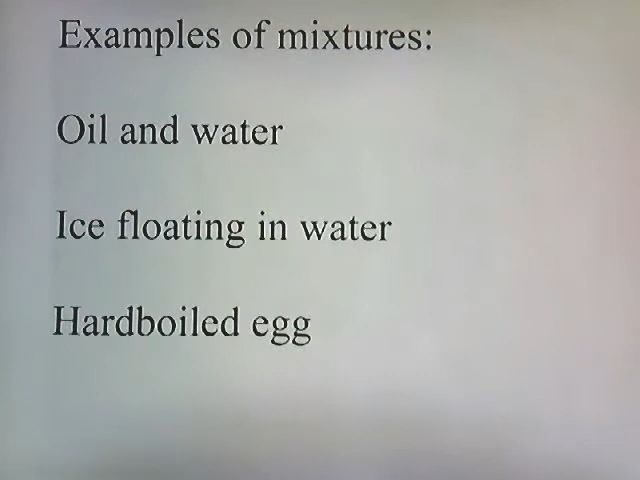 Examples of mixtures:
Oil and water
Ice floating in water
Hardboiled egg